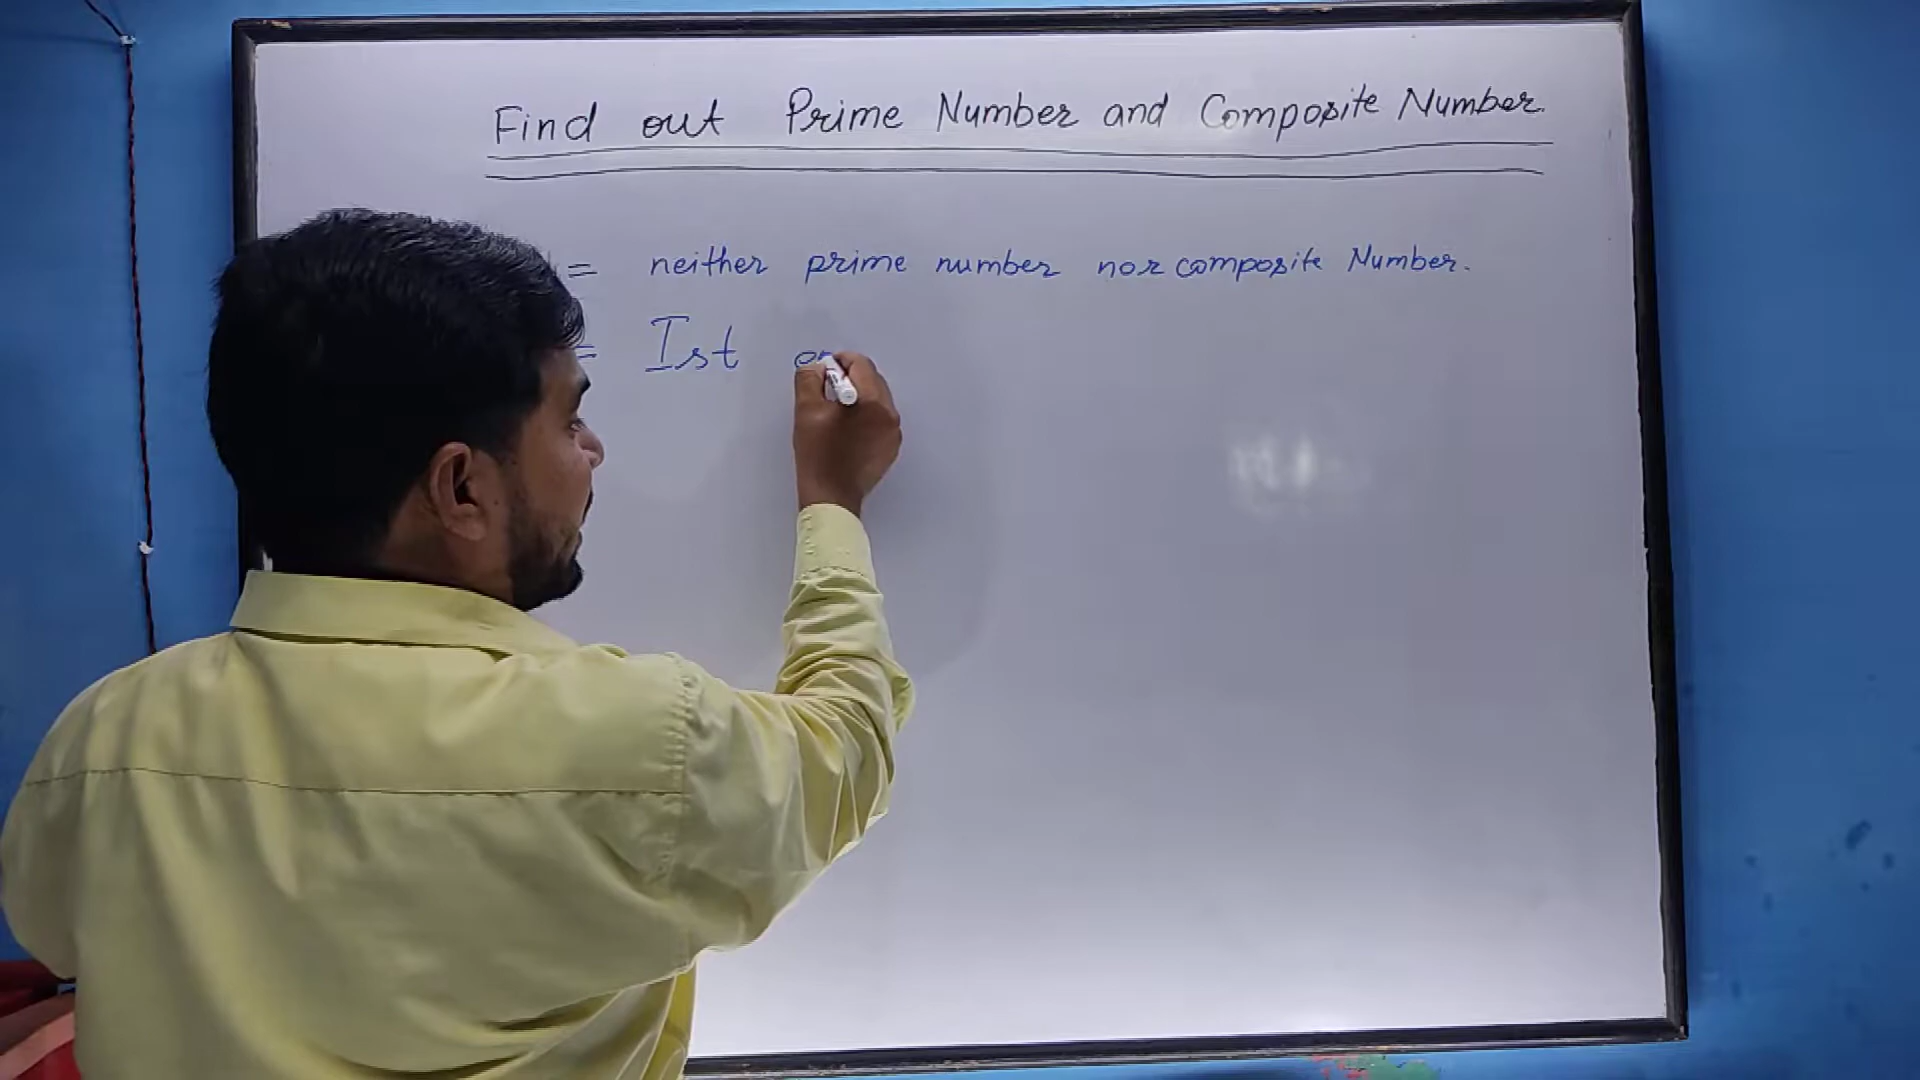 Find out Prime Number and Composite Number.
= neither prime number nor composite Number.
= Ist